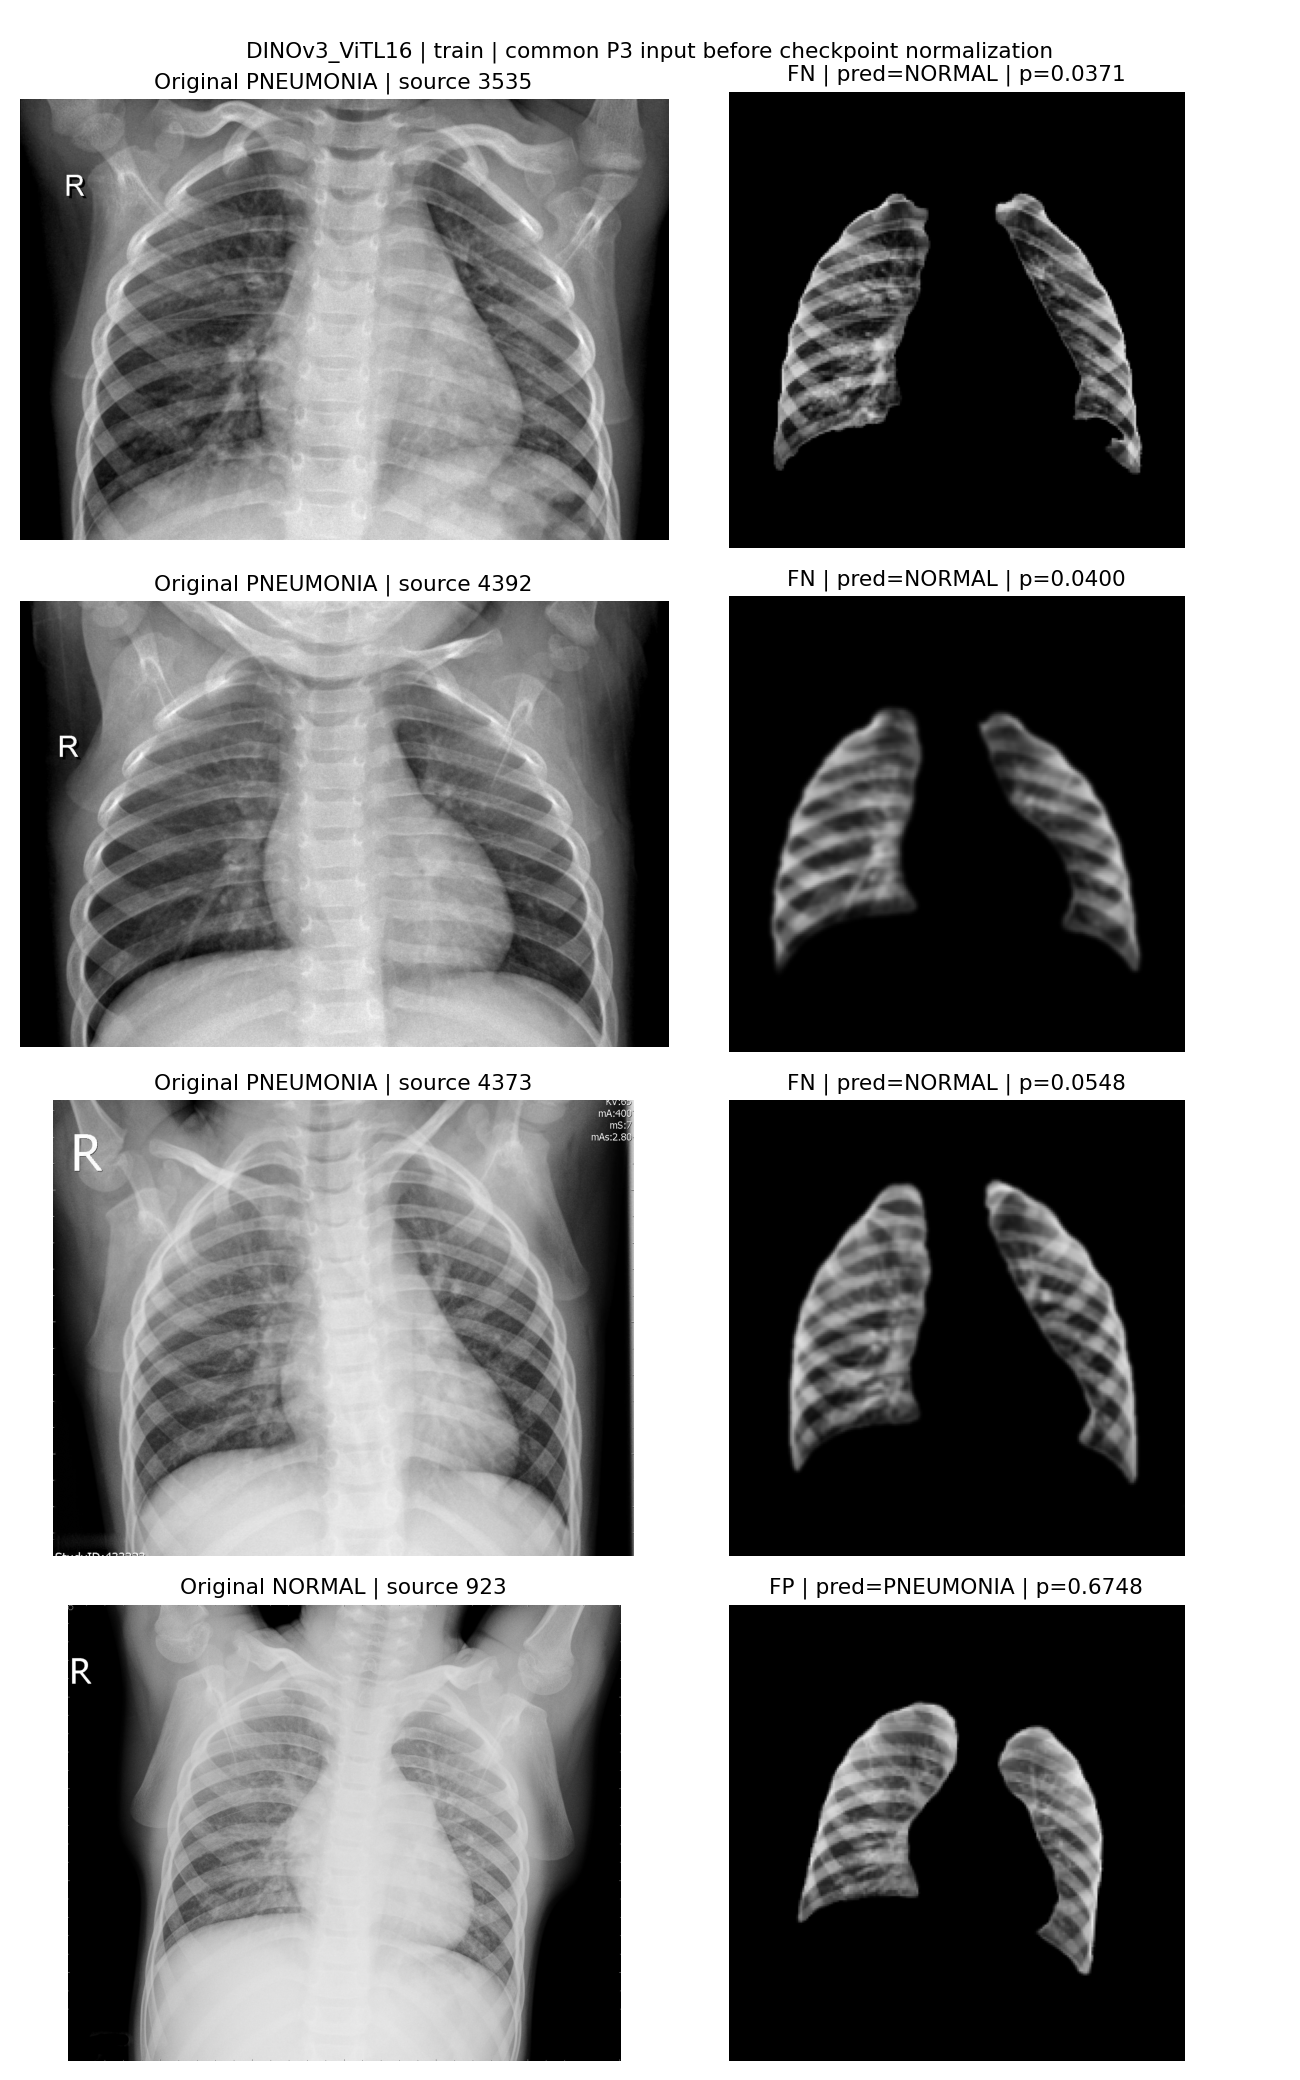 DINOv3_ViTL16 | train | common P3 input before checkpoint normalization
Original PNEUMONIA | source 3535
FN | pred=NORMAL | p=0.0371
R
Original PNEUMONIA | source 4392
FN | pred=NORMAL | p=0.0400
R
Original PNEUMONIA | source 4373
FN | pred=NORMAL | p=0.0548
R
mA:400
mS:7
mAs:2.80
Original NORMAL | source 923
FP | pred=PNEUMONIA | p=0.6748
R